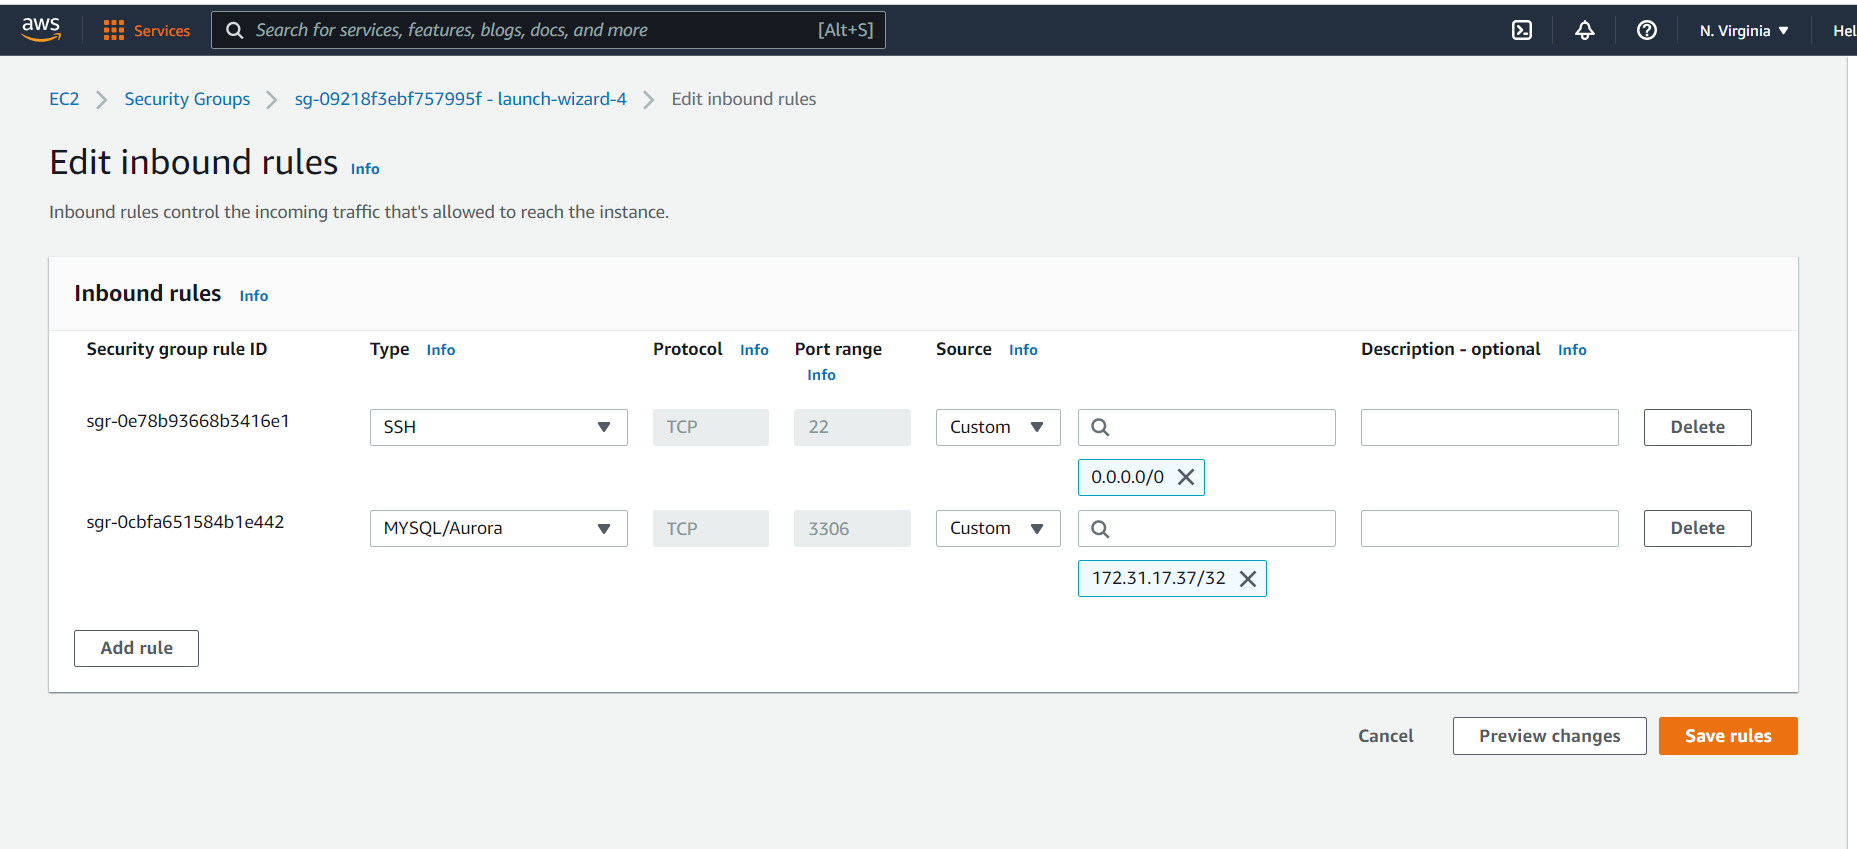 aws Services Search for services, features, blogs, docs, and more [Alt+S] N. Virginia Hel
EC2 Security Groups sg-09218f3ebf757995f - launch-wizard-4 Edit inbound rules
Edit inbound rules Info
Inbound rules control the incoming traffic that's allowed to reach the instance.
Inbound rules Info
Security group rule ID Type Info Protocol Info Port range Source Info Description - optional Info
Info
sgr-0e78b93668b3416e1 SSH TCP 22 Custom Delete
0.0.0.0/0
sgr-0cbfa651584b1e442 MYSQL/Aurora TCP 3306 Custom Delete
172.31.17.37/32
Add rule
Cancel Preview changes Save rules